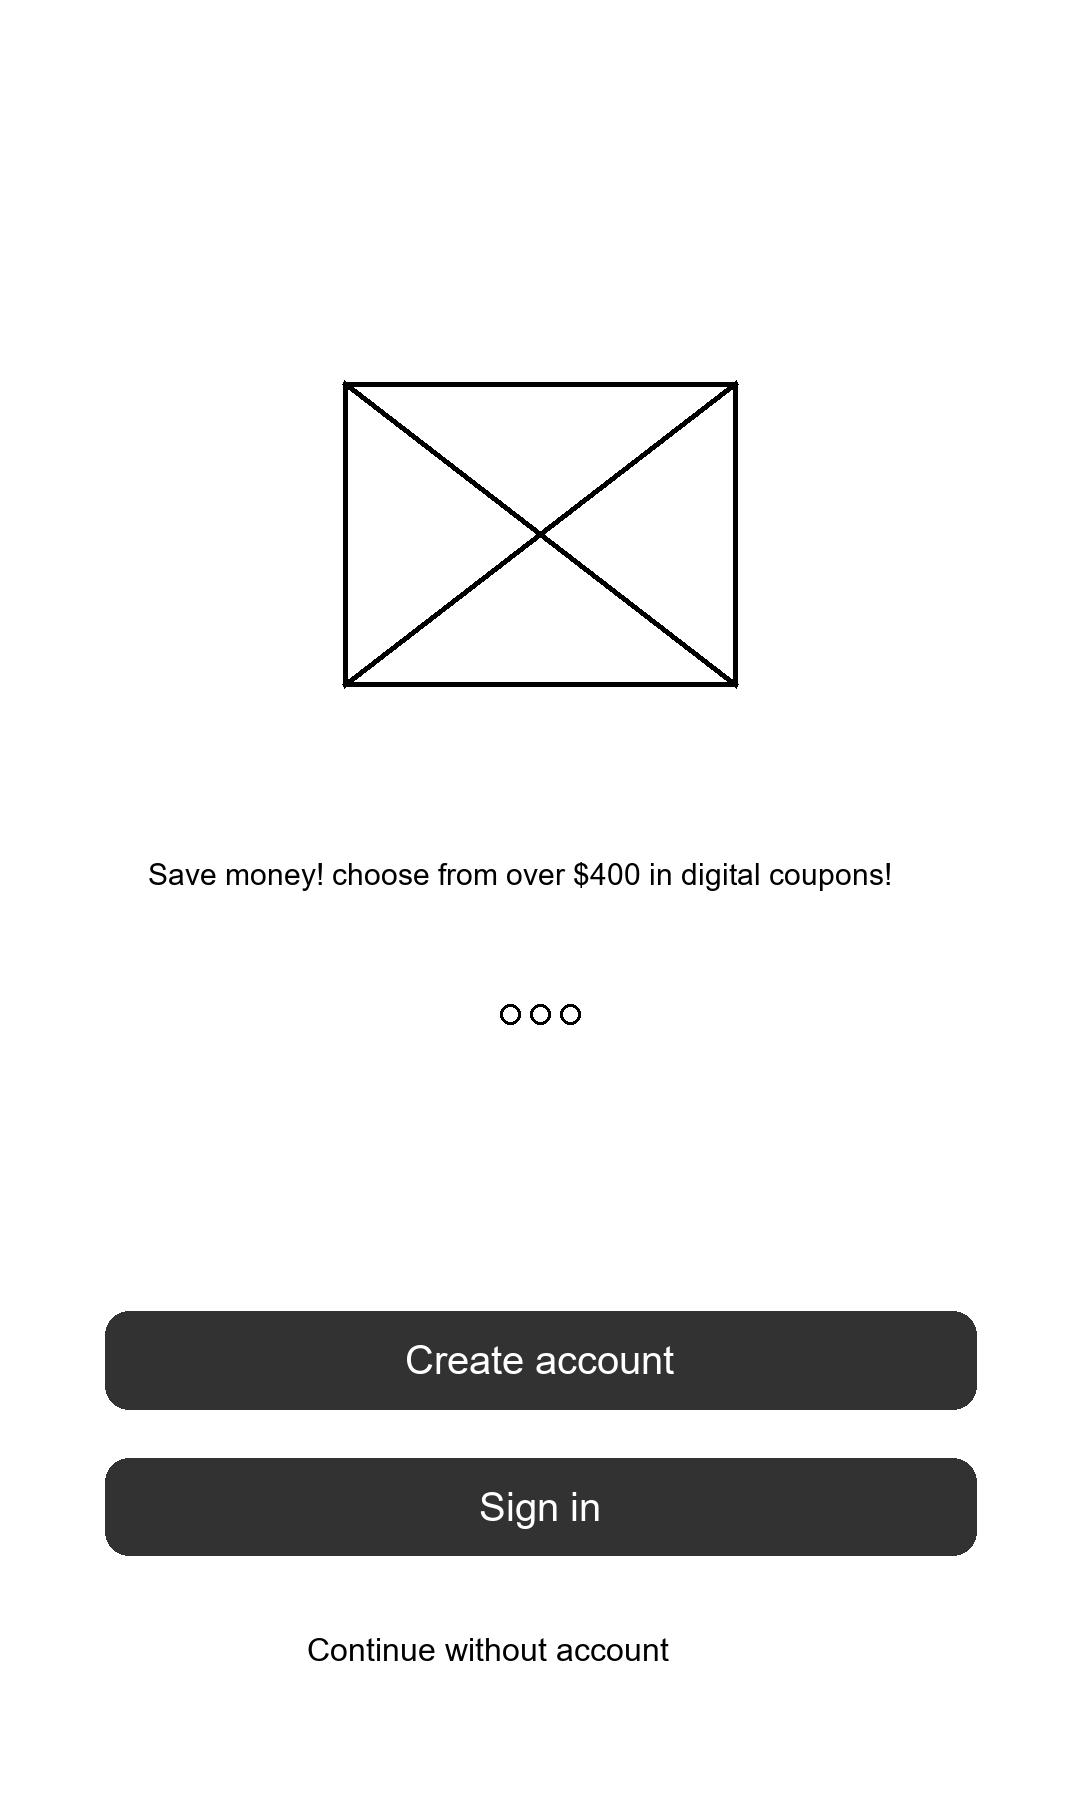 Save money! choose from over $400 in digital coupons!
Create account
Sign in
Continue without account